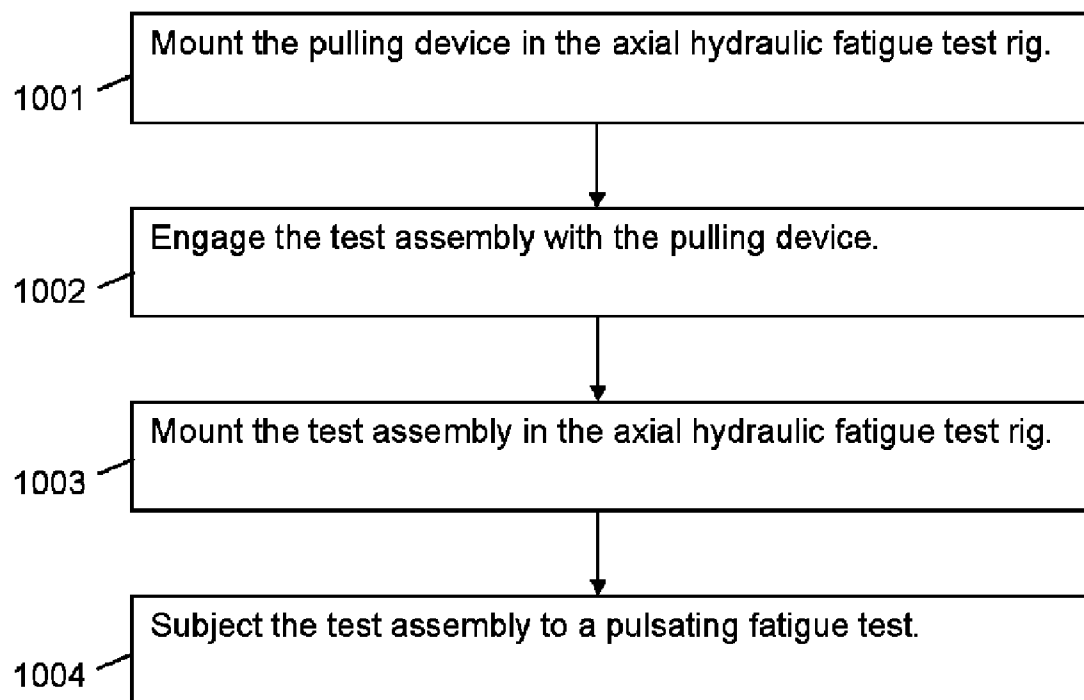 Mount the pulling device in the axial hydraulic fatigue test rig.
1001
Engage the test assembly with the pulling device.
1002
Mount the test assembly in the axial hydraulic fatigue test rig.
1003
Subject the test assembly to a pulsating fatigue test.
1004